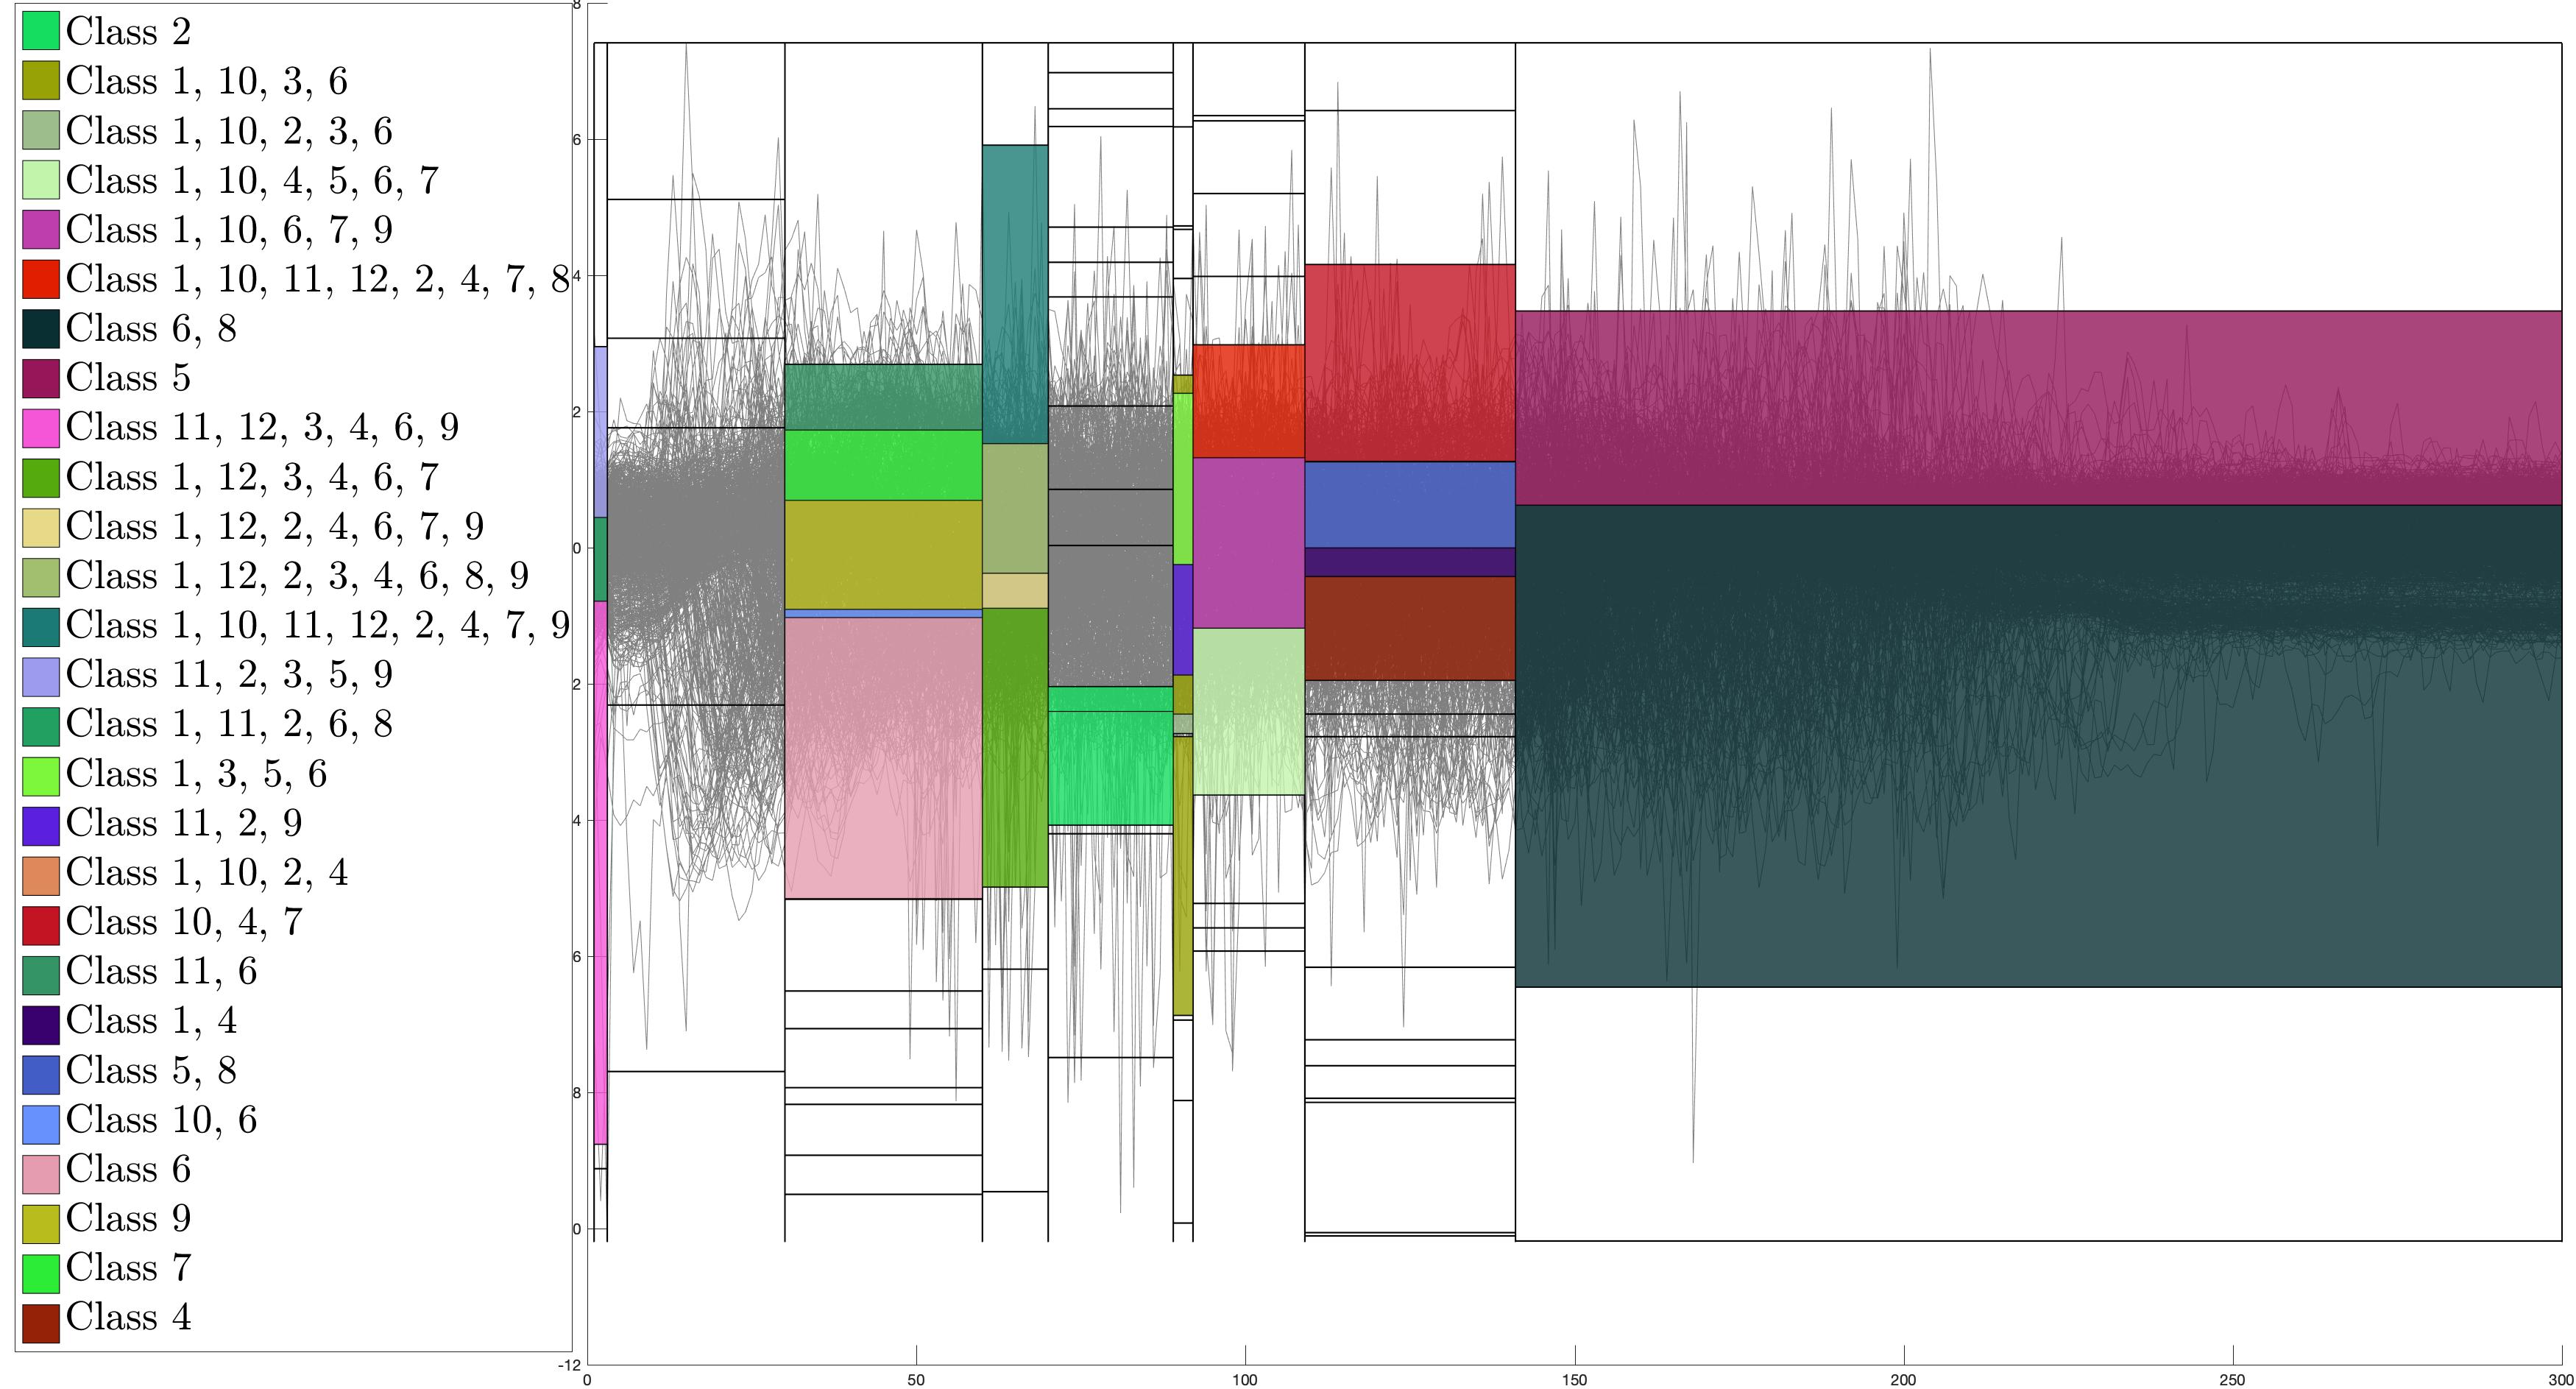 Class 2
Class 1, 10, 3, 6
Class 1, 10, 2, 3, 6
Class 1, 10, 4, 5, 6, 7
Class 1, 10, 6, 7, 9
Class 1, 10, 11, 12, 2, 4, 7, 8
Class 6, 8
Class 5
Class 11, 12, 3, 4, 6, 9
Class 1, 12, 3, 4, 6, 7
Class 1, 12, 2, 4, 6, 7, 9
Class 1, 12, 2, 3, 4, 6, 8, 9
Class 1, 10, 11, 12, 2, 4, 7, 9
Class 11, 2, 3, 5, 9
Class 1, 11, 2, 6, 8
Class 1, 3, 5, 6
Class 11, 2, 9
Class 1, 10, 2, 4
Class 10, 4, 7
Class 11, 6
Class 1, 4
Class 5, 8
Class 10, 6
Class 6
Class 9
Class 7
Class 4
8
6
4
2
0
2
4
6
8
0
-12
0 50 100 150 200 250 300